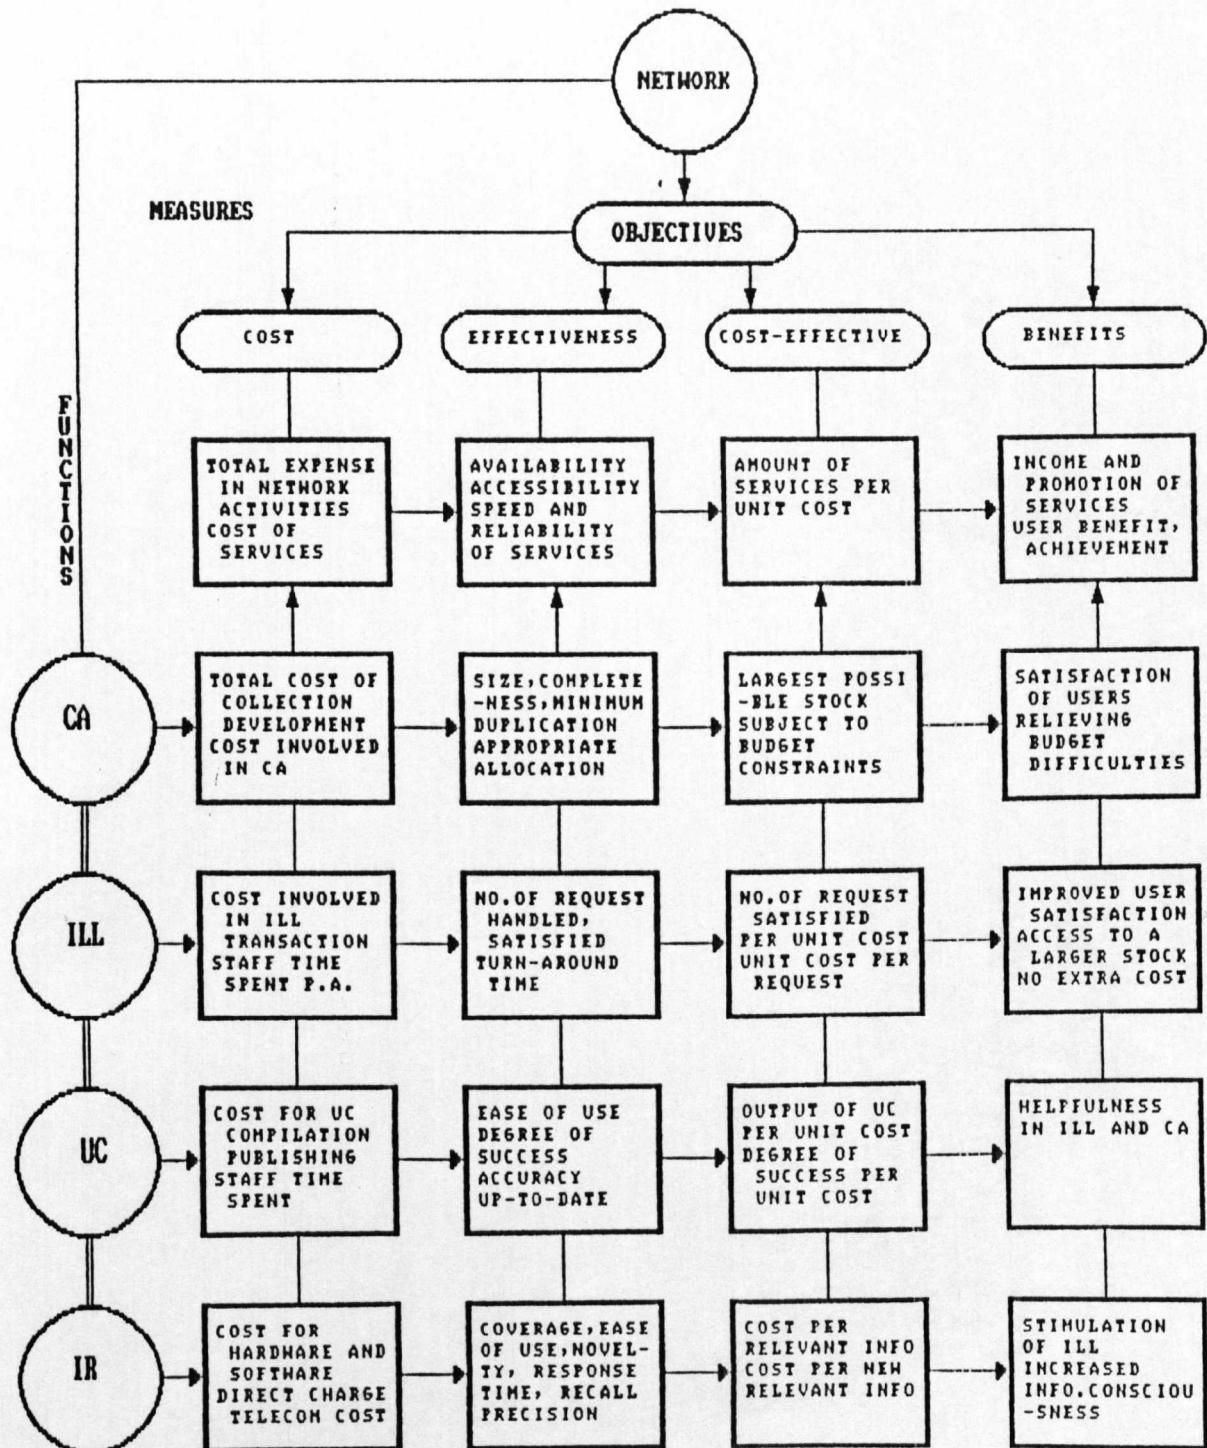 NETWORK
MEASURES
OBJECTIVES
COST
EFFECTIVENESS
COST-EFFECTIVE
BENEFITS
FUNCTIONS
TOTAL EXPENSE
IN NETWORK
ACTIVITIES
COST OF
SERVICES
AVAILABILITY
ACCESSIBILITY
SPEED AND
RELIABILITY
OF SERVICES
AMOUNT OF
SERVICES PER
UNIT COST
INCOME AND
PROMOTION OF
SERVICES
USER BENEFIT,
ACHIEVEMENT
CA
TOTAL COST OF
COLLECTION
DEVELOPMENT
COST INVOLVED
IN CA
SIZE,COMPLETE
-NESS,MINIMUM
DUPLICATION
APPROPRIATE
ALLOCATION
LARGEST POSSI
-BLE STOCK
SUBJECT TO
BUDGET
CONSTRAINTS
SATISFACTION
OF USERS
RELIEVING
BUDGET
DIFFICULTIES
ILL
COST INVOLVED
IN ILL
TRANSACTION
STAFF TIME
SPENT P.A.
NO.OF REQUEST
HANDLED,
SATISFIED
TURN-AROUND
TIME
NO.OF REQUEST
SATISFIED
PER UNIT COST
UNIT COST PER
REQUEST
IMPROVED USER
SATISFACTION
ACCESS TO A
LARGER STOCK
NO EXTRA COST
UC
COST FOR UC
COMPILATION
PUBLISHING
STAFF TIME
SPENT
EASE OF USE
DEGREE OF
SUCCESS
ACCURACY
UP-TO-DATE
OUTPUT OF UC
PER UNIT COST
DEGREE OF
SUCCESS PER
UNIT COST
HELPFULNESS
IN ILL AND CA
IR
COST FOR
HARDWARE AND
SOFTWARE
DIRECT CHARGE
TELECOM COST
COVERAGE,EASE
OF USE,NOVEL-
TY, RESPONSE
TIME, RECALL
PRECISION
COST PER
RELEVANT INFO
COST PER NEW
RELEVANT INFO
STIMULATION
OF ILL
INCREASED
INFO.CONSCIOU
-SNESS